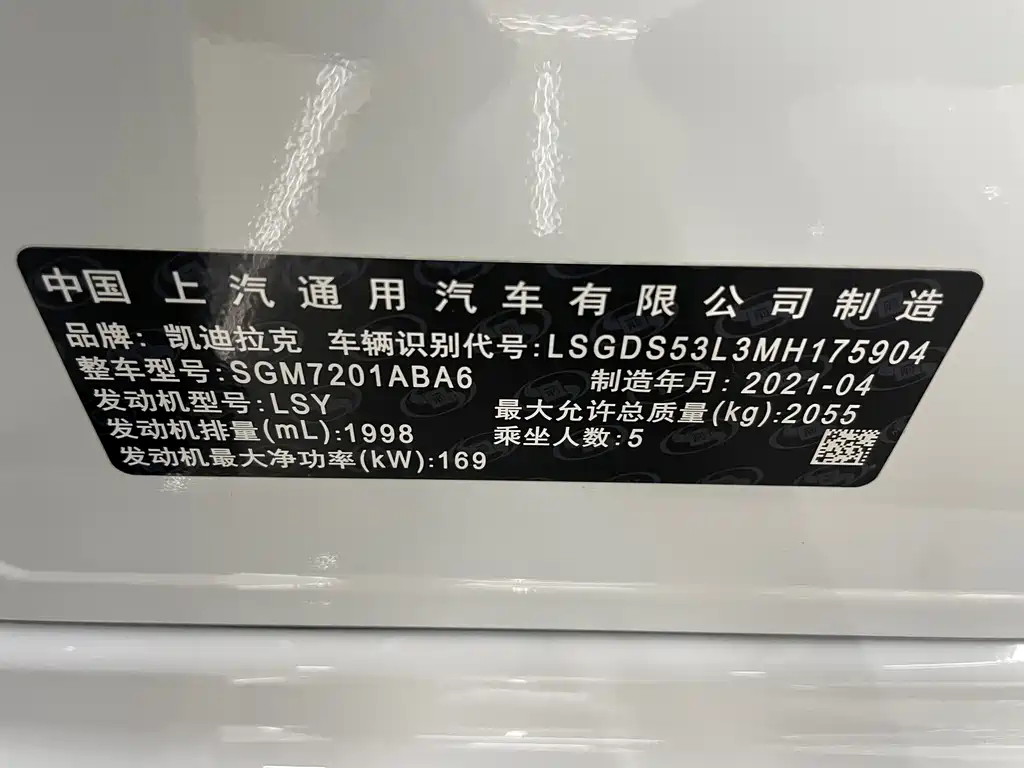 中国 上汽通用汽车有限公司制造
品牌: 凯迪拉克 车辆识别代号:LSGDS53L3MH175904
整车型号:SGM7201ABA6 制造年月: 2021-04
发动机型号:LSY 最大允许总质量(kg):2055
发动机排量(mL):1998 乘坐人数:5
发动机最大净功率(kW):169